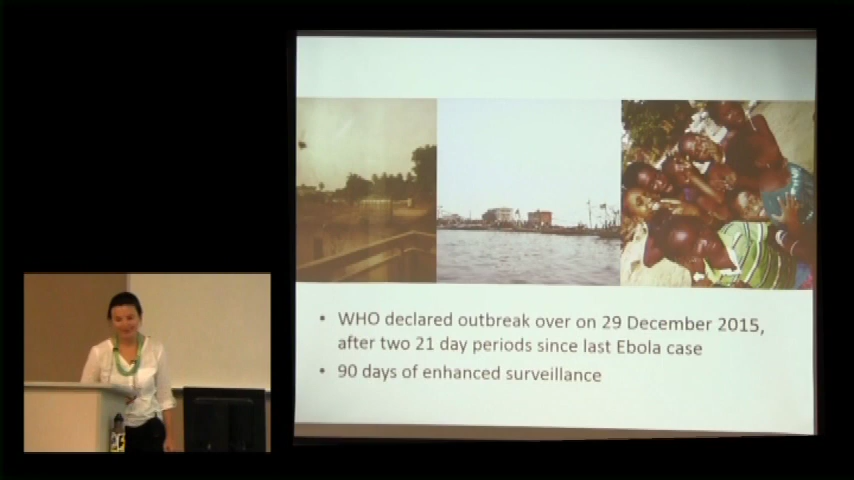 • WHO declared outbreak over on 29 December 2015,
after two 21 day periods since last Ebola case
• 90 days of enhanced surveillance